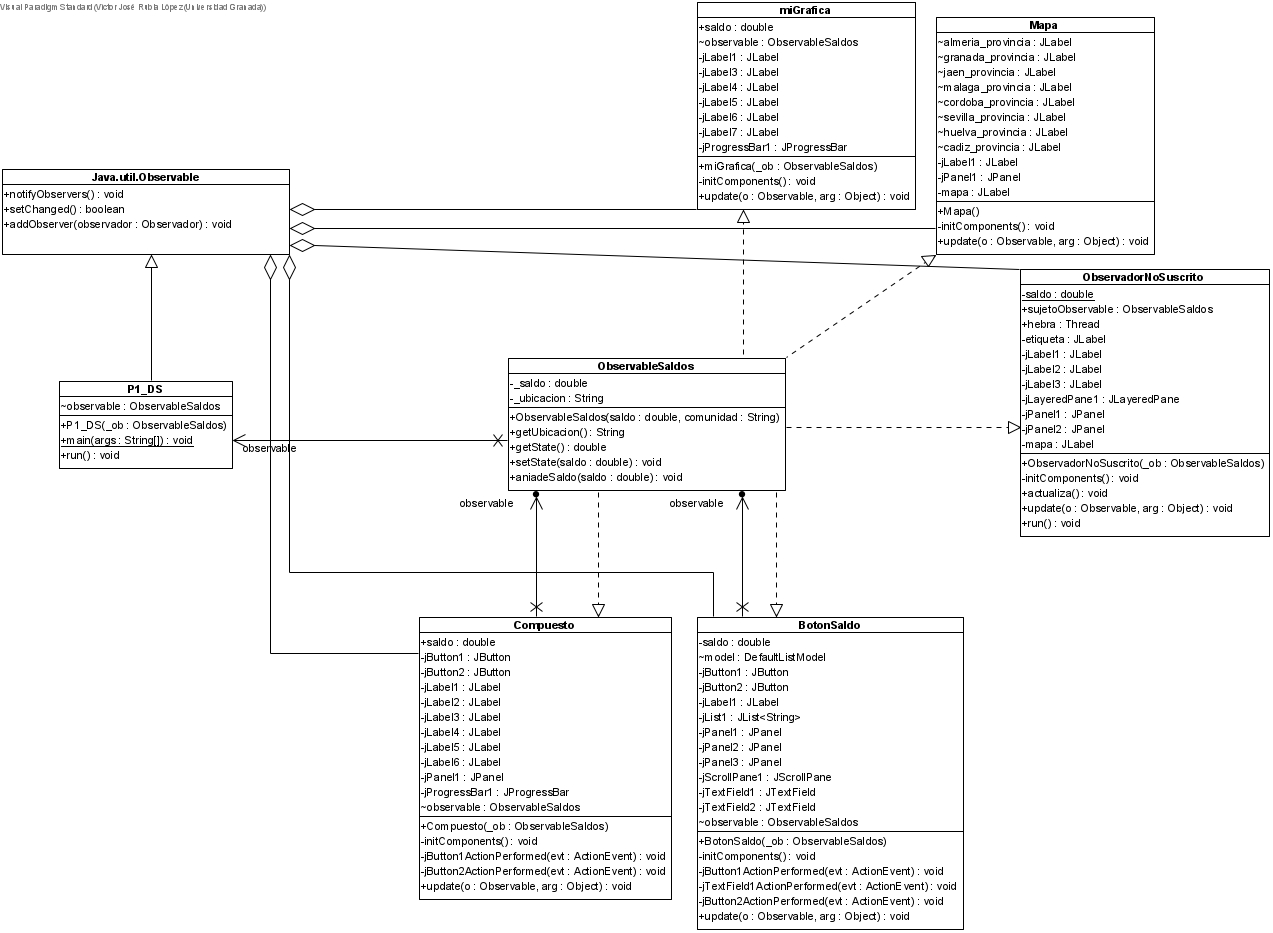 Visual Paradigm Standard(Víctor José Rubia López(Universidad Granada))
miGrafica
+saldo : double
~observable : ObservableSaldos
-jLabel1 : JLabel
-jLabel3 : JLabel
-jLabel4 : JLabel
-jLabel5 : JLabel
-jLabel6 : JLabel
-jLabel7 : JLabel
-jProgressBar1 : JProgressBar
+miGrafica(_ob : ObservableSaldos)
-initComponents() : void
+update(o : Observable, arg : Object) : void
Mapa
~almeria_provincia : JLabel
~granada_provincia : JLabel
~jaen_provincia : JLabel
~malaga_provincia : JLabel
~cordoba_provincia : JLabel
~sevilla_provincia : JLabel
~huelva_provincia : JLabel
~cadiz_provincia : JLabel
-jLabel1 : JLabel
-jPanel1 : JPanel
-mapa : JLabel
+Mapa()
-initComponents() : void
+update(o : Observable, arg : Object) : void
Java.util.Observable
+notifyObservers() : void
+setChanged() : boolean
+addObserver(observador : Observador) : void
ObservadorNoSuscrito
-saldo : double
+sujetoObservable : ObservableSaldos
+hebra : Thread
-etiqueta : JLabel
-jLabel1 : JLabel
-jLabel2 : JLabel
-jLabel3 : JLabel
-jLayeredPane1 : JLayeredPane
-jPanel1 : JPanel
-jPanel2 : JPanel
-mapa : JLabel
+ObservadorNoSuscrito(_ob : ObservableSaldos)
-initComponents() : void
+actualiza() : void
+update(o : Observable, arg : Object) : void
+run() : void
P1_DS
~observable : ObservableSaldos
+P1_DS(_ob : ObservableSaldos)
+main(args : String[]) : void
+run() : void
observable
ObservableSaldos
-_saldo : double
-_ubicacion : String
+ObservableSaldos(saldo : double, comunidad : String)
+getUbicacion() : String
+getState() : double
+setState(saldo : double) : void
+aniadeSaldo(saldo : double) : void
observable
observable
Compuesto
+saldo : double
-jButton1 : JButton
-jButton2 : JButton
-jLabel1 : JLabel
-jLabel2 : JLabel
-jLabel3 : JLabel
-jLabel4 : JLabel
-jLabel5 : JLabel
-jLabel6 : JLabel
-jPanel1 : JPanel
-jProgressBar1 : JProgressBar
~observable : ObservableSaldos
+Compuesto(_ob : ObservableSaldos)
-initComponents() : void
-jButton1ActionPerformed(evt : ActionEvent) : void
-jButton2ActionPerformed(evt : ActionEvent) : void
+update(o : Observable, arg : Object) : void
BotonSaldo
-saldo : double
~model : DefaultListModel
-jButton1 : JButton
-jButton2 : JButton
-jLabel1 : JLabel
-jList1 : JList<String>
-jPanel1 : JPanel
-jPanel2 : JPanel
-jPanel3 : JPanel
-jScrollPane1 : JScrollPane
-jTextField1 : JTextField
-jTextField2 : JTextField
~observable : ObservableSaldos
+BotonSaldo(_ob : ObservableSaldos)
-initComponents() : void
-jButton1ActionPerformed(evt : ActionEvent) : void
-jTextField1ActionPerformed(evt : ActionEvent) : void
-jButton2ActionPerformed(evt : ActionEvent) : void
+update(o : Observable, arg : Object) : void